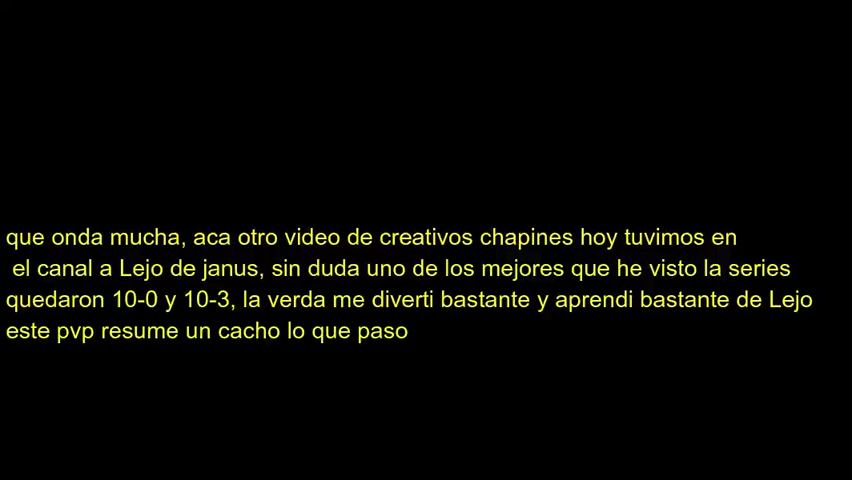 que onda mucha, aca otro video de creativos chapines hoy tuvimos en
el canal a Lejo de janus, sin duda uno de los mejores que he visto la series
quedaron 10-0 y 10-3, la verda me diverti bastante y aprendi bastante de Lejo
este pvp resume un cacho lo que paso